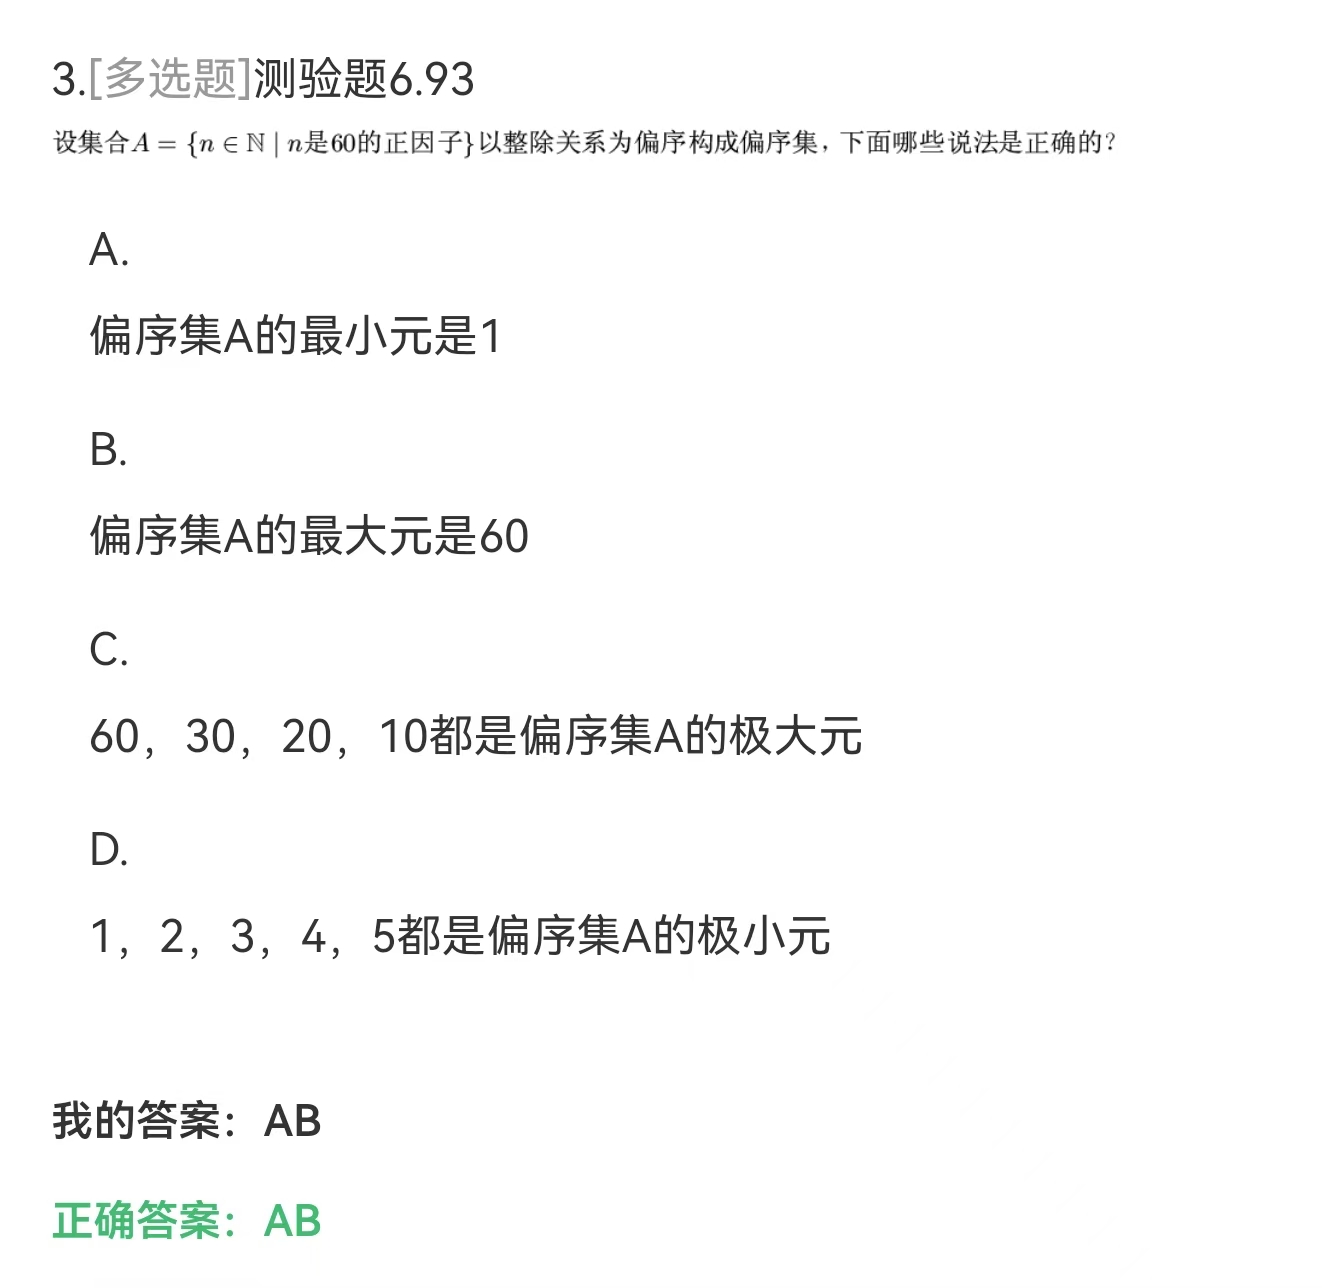 3.[多选题]测验题6.93
设集合A = {n ∈ ℕ | n是60的正因子}以整除关系为偏序构成偏序集，下面哪些说法是正确的？
A.
偏序集A的最小元是1
B.
偏序集A的最大元是60
C.
60，30，20，10都是偏序集A的极大元
D.
1，2，3，4，5都是偏序集A的极小元
我的答案：AB
正确答案：AB